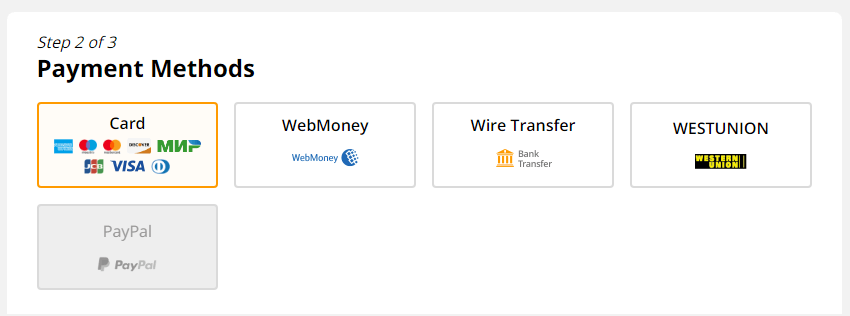 Step 2 of 3
Payment Methods
Card
DISCOVER
МИР
JCB VISA
WebMoney
WebMoney
Wire Transfer
Bank
Transfer
WESTUNION
WESTERN
UNION
PayPal
PayPal